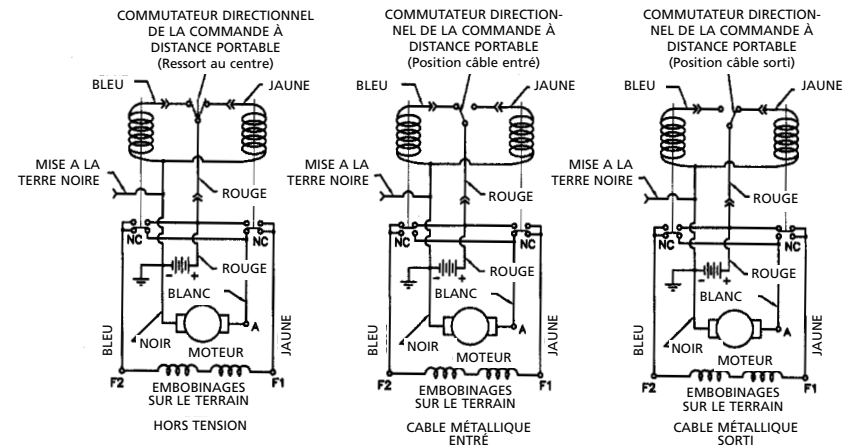 COMMUTATEUR DIRECTIONNEL
DE LA COMMANDE À
DISTANCE PORTABLE
(Ressort au centre)
BLEU
JAUNE
MISE A LA
TERRE NOIRE
ROUGE
NC
NC
ROUGE
- +
BLANC
A
BLEU
NOIR
MOTEUR
JAUNE
F2
F1
EMBOBINAGES
SUR LE TERRAIN
HORS TENSION
COMMUTATEUR DIRECTION-
NEL DE LA COMMANDE À
DISTANCE PORTABLE
(Position câble entré)
BLEU
JAUNE
MISE A LA
TERRE NOIRE
ROUGE
NC
NC
ROUGE
- +
BLANC
A
BLEU
NOIR
MOTEUR
JAUNE
F2
F1
EMBOBINAGES
SUR LE TERRAIN
CABLE MÉTALLIQUE
ENTRÉ
COMMUTATEUR DIRECTION-
NEL DE LA COMMANDE À
DISTANCE PORTABLE
(Position câble sorti)
BLEU
JAUNE
MISE A LA
TERRE NOIRE
ROUGE
NC
NC
ROUGE
- +
BLANC
A
BLEU
NOIR
MOTEUR
JAUNE
F2
F1
EMBOBINAGES
SUR LE TERRAIN
CABLE MÉTALLIQUE
SORTI